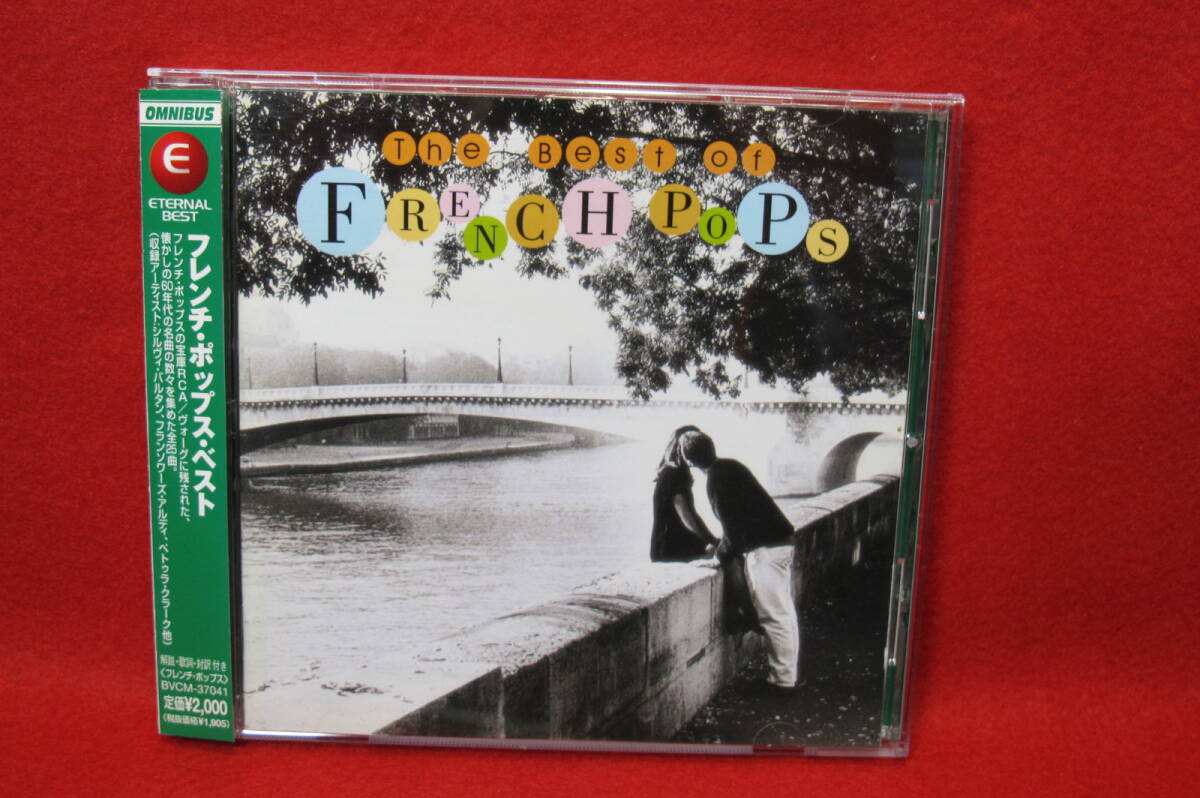 OMNIBUS
E
ETERNAL
BEST
フレンチ・ポップス・ベスト
フレンチ・ポップスの宝庫RCA/ヴォーグに残された、
懐かしの60年代の名曲の数々を集めた全25曲。
(収録アーティスト:シルヴィ・バルタン、フランソワーズ・アルディ、ペトゥラ・クラーク他)
解説・歌詞・対訳付き
〈フレンチ・ポップス〉
BVCM-37041
定価¥2,000
(税抜価格¥1,905)
The Best of
FRENCH POPS